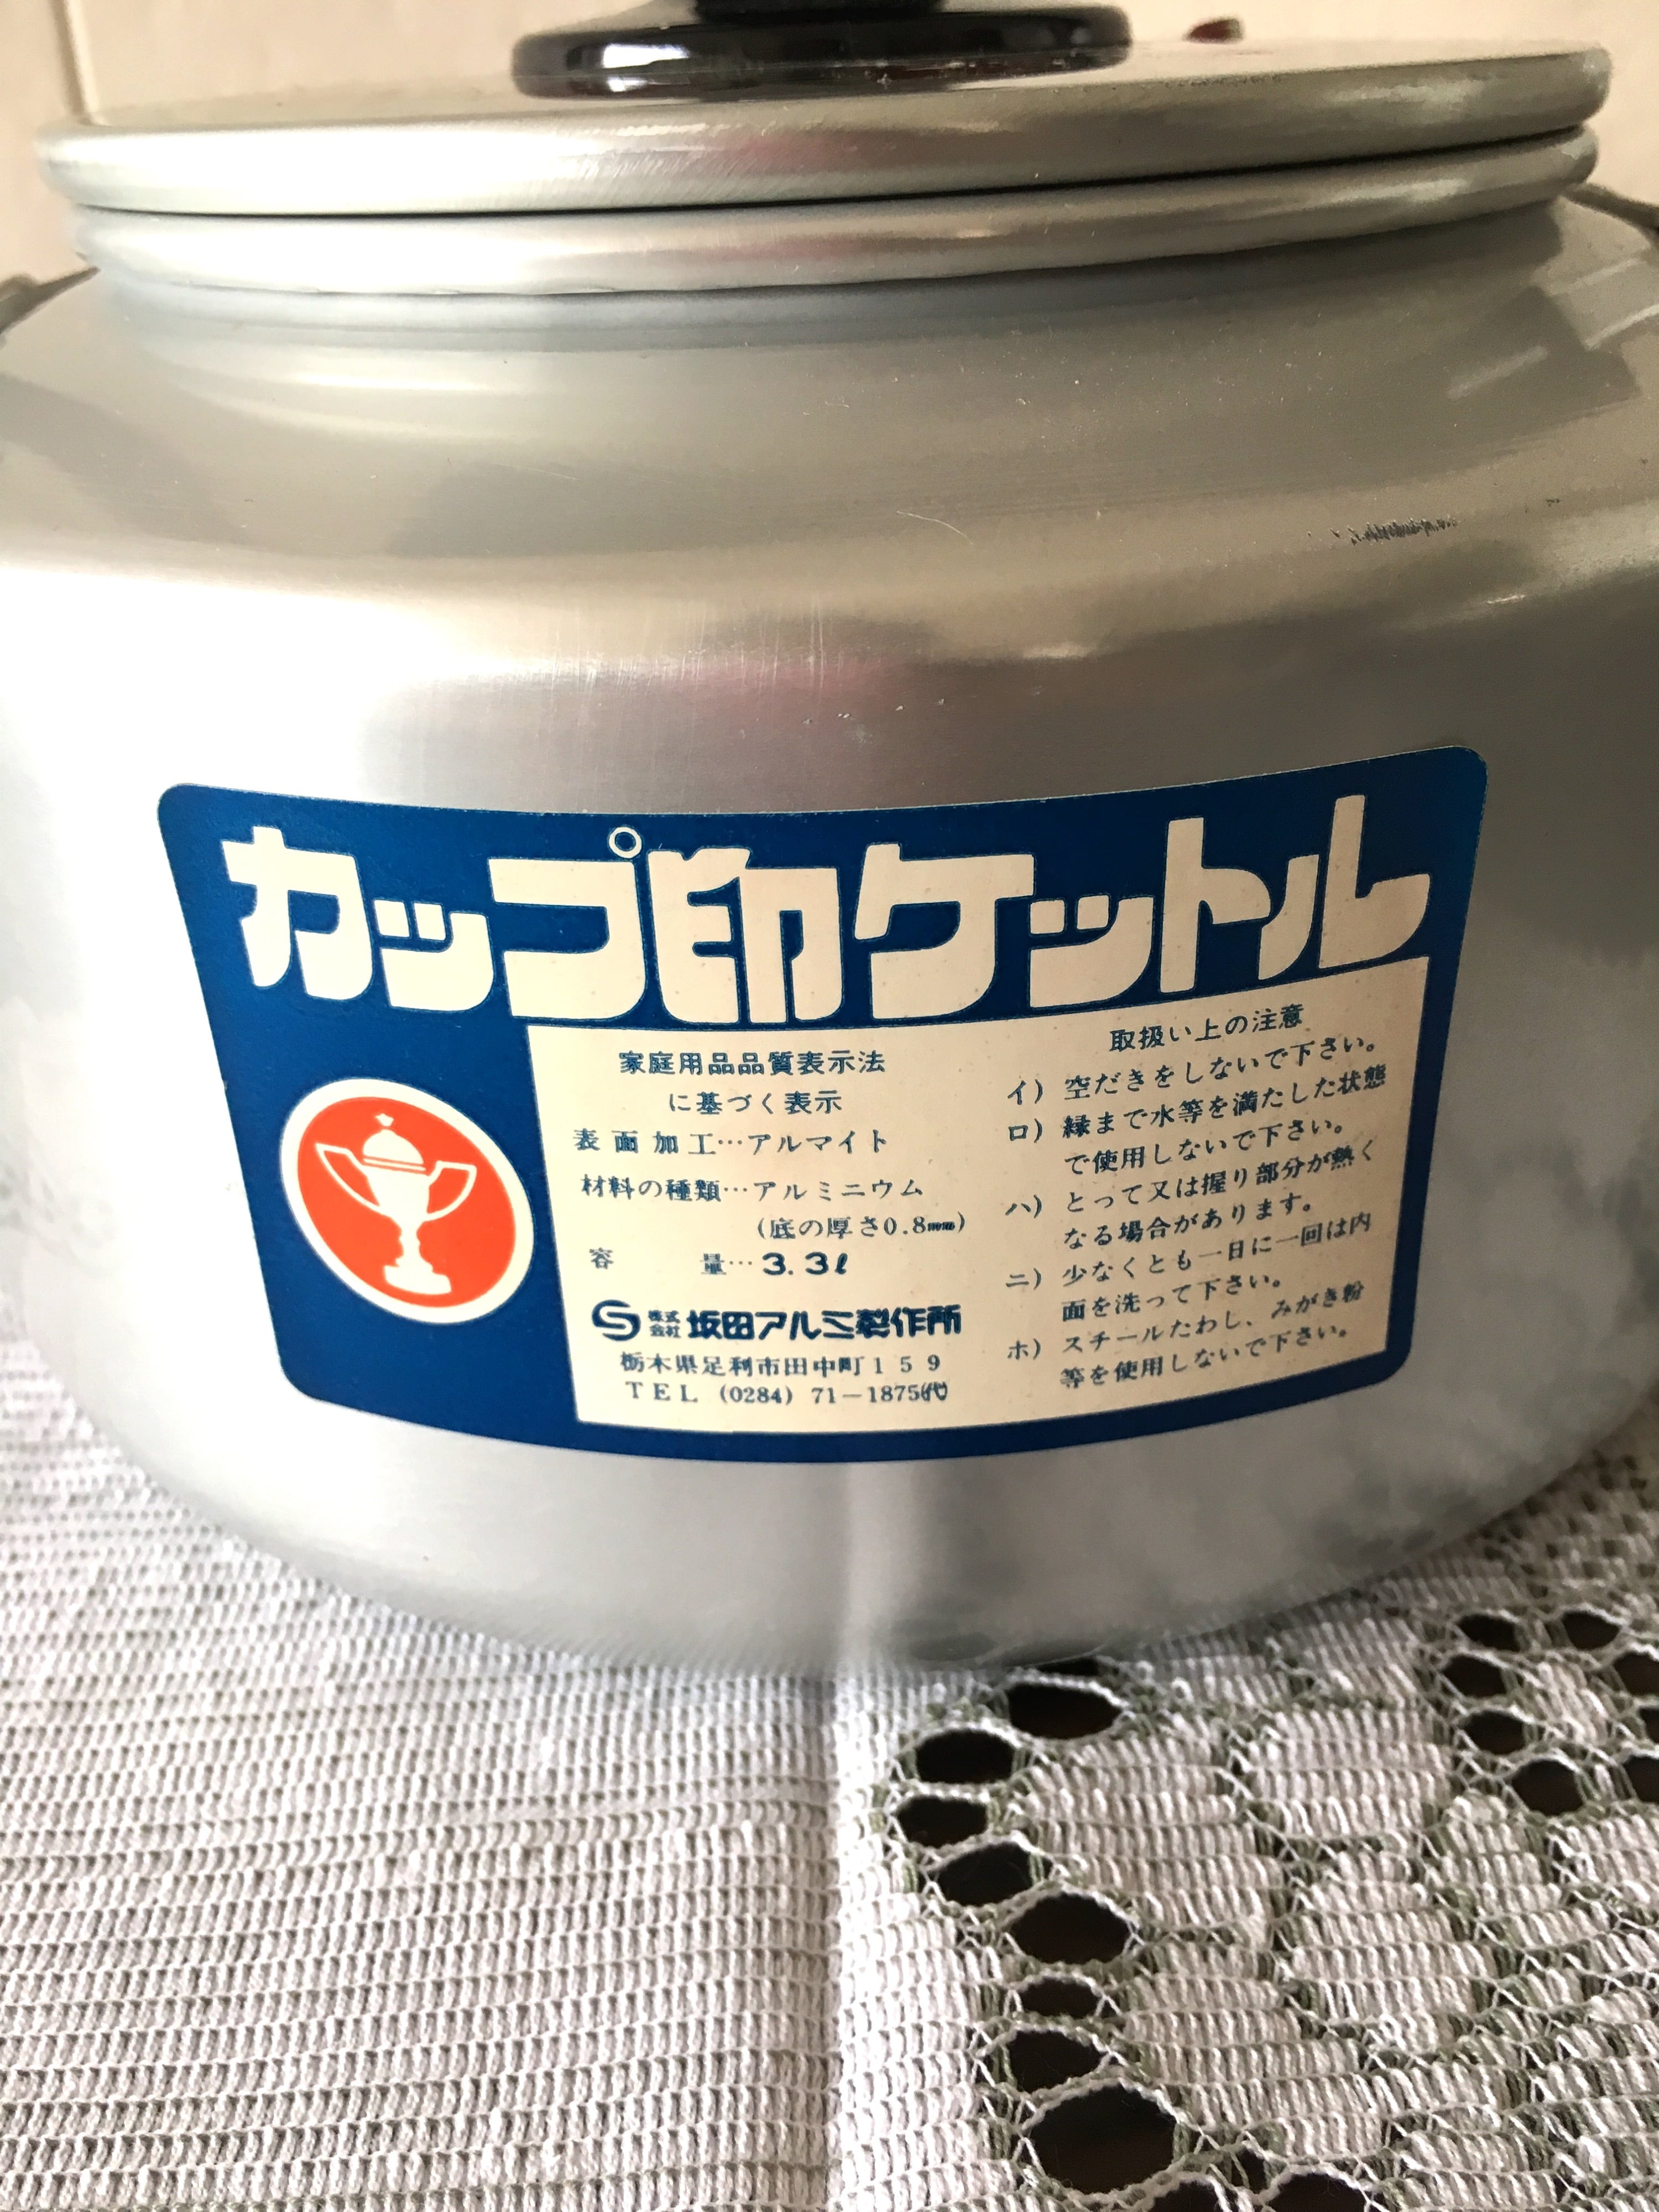 カップ印ケットル
家庭用品品質表示法
に基づく表示
表面加工…アルマイト
材料の種類…アルミニウム
(底の厚さ0.8mm)
容量…3.3ℓ
株式会社 坂田アルミ製作所
栃木県足利市田中町159
TEL (0284) 71-1875(代)
取扱い上の注意
イ) 空だきをしないで下さい。
ロ) 縁まで水等を満たした状態
で使用しないで下さい。
ハ) とって又は握り部分が熱く
なる場合があります。
ニ) 少なくとも一日に一回は内
面を洗って下さい。
ホ) スチールたわし、みがき粉
等を使用しないで下さい。